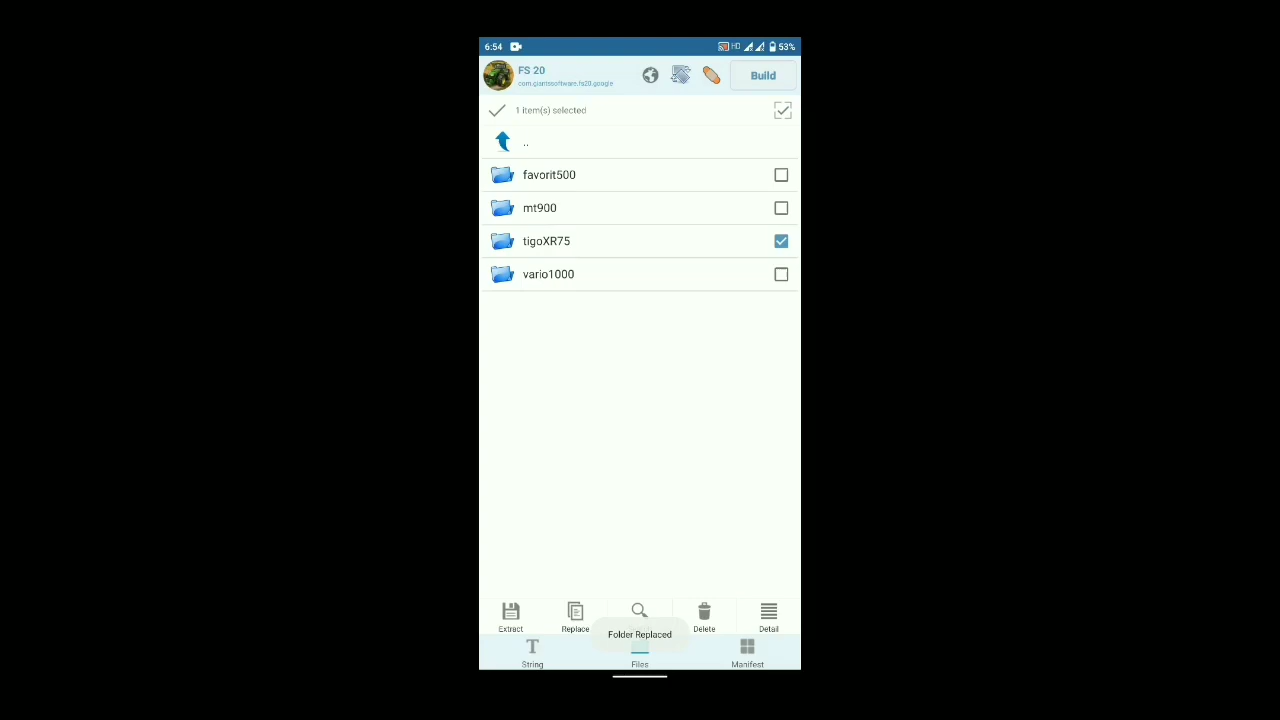 6:54
HD
53%
FS 20
com.giantssoftware.fs20.google
Build
1 item(s) selected
..
favorit500
mt900
tigoXR75
vario1000
Extract
Replace
Delete
Detail
Folder Replaced
String
Files
Manifest